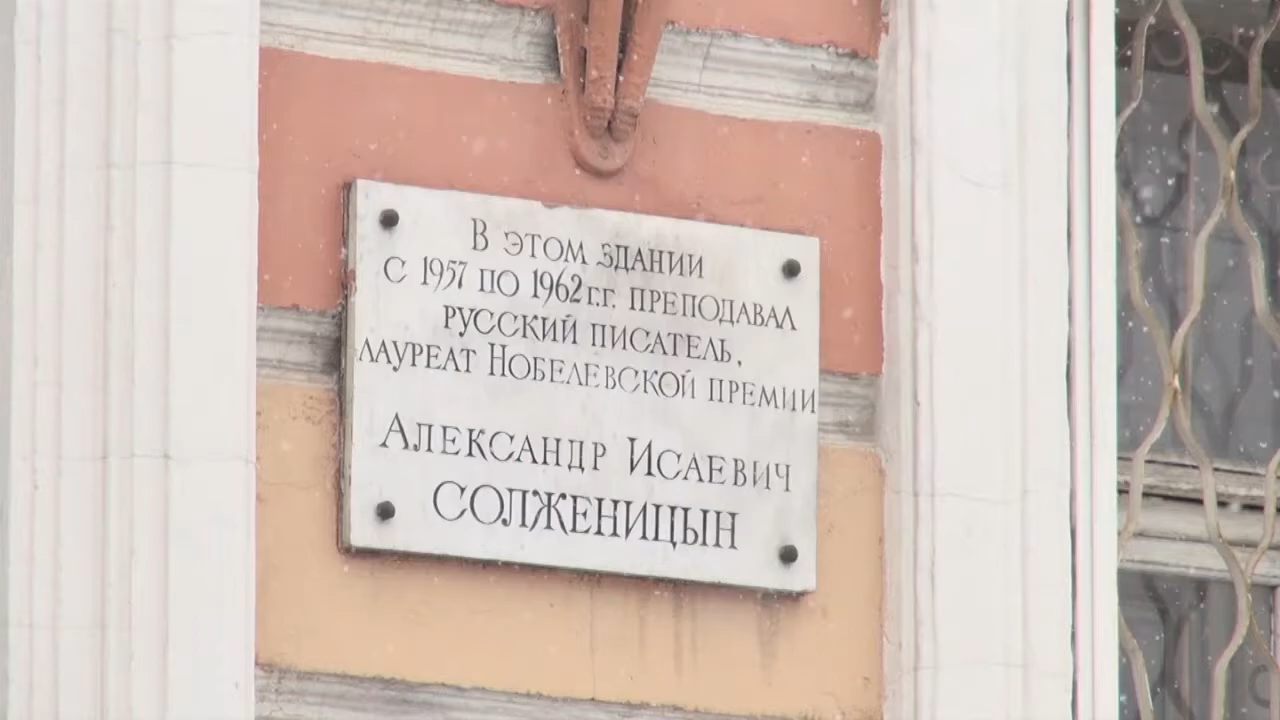 В ЭТОМ ЗДАНИИ
С 1957 ПО 1962 Г.Г. ПРЕПОДАВАЛ
РУССКИЙ ПИСАТЕЛЬ,
ЛАУРЕАТ НОБЕЛЕВСКОЙ ПРЕМИИ
АЛЕКСАНДР ИСАЕВИЧ
СОЛЖЕНИЦЫН